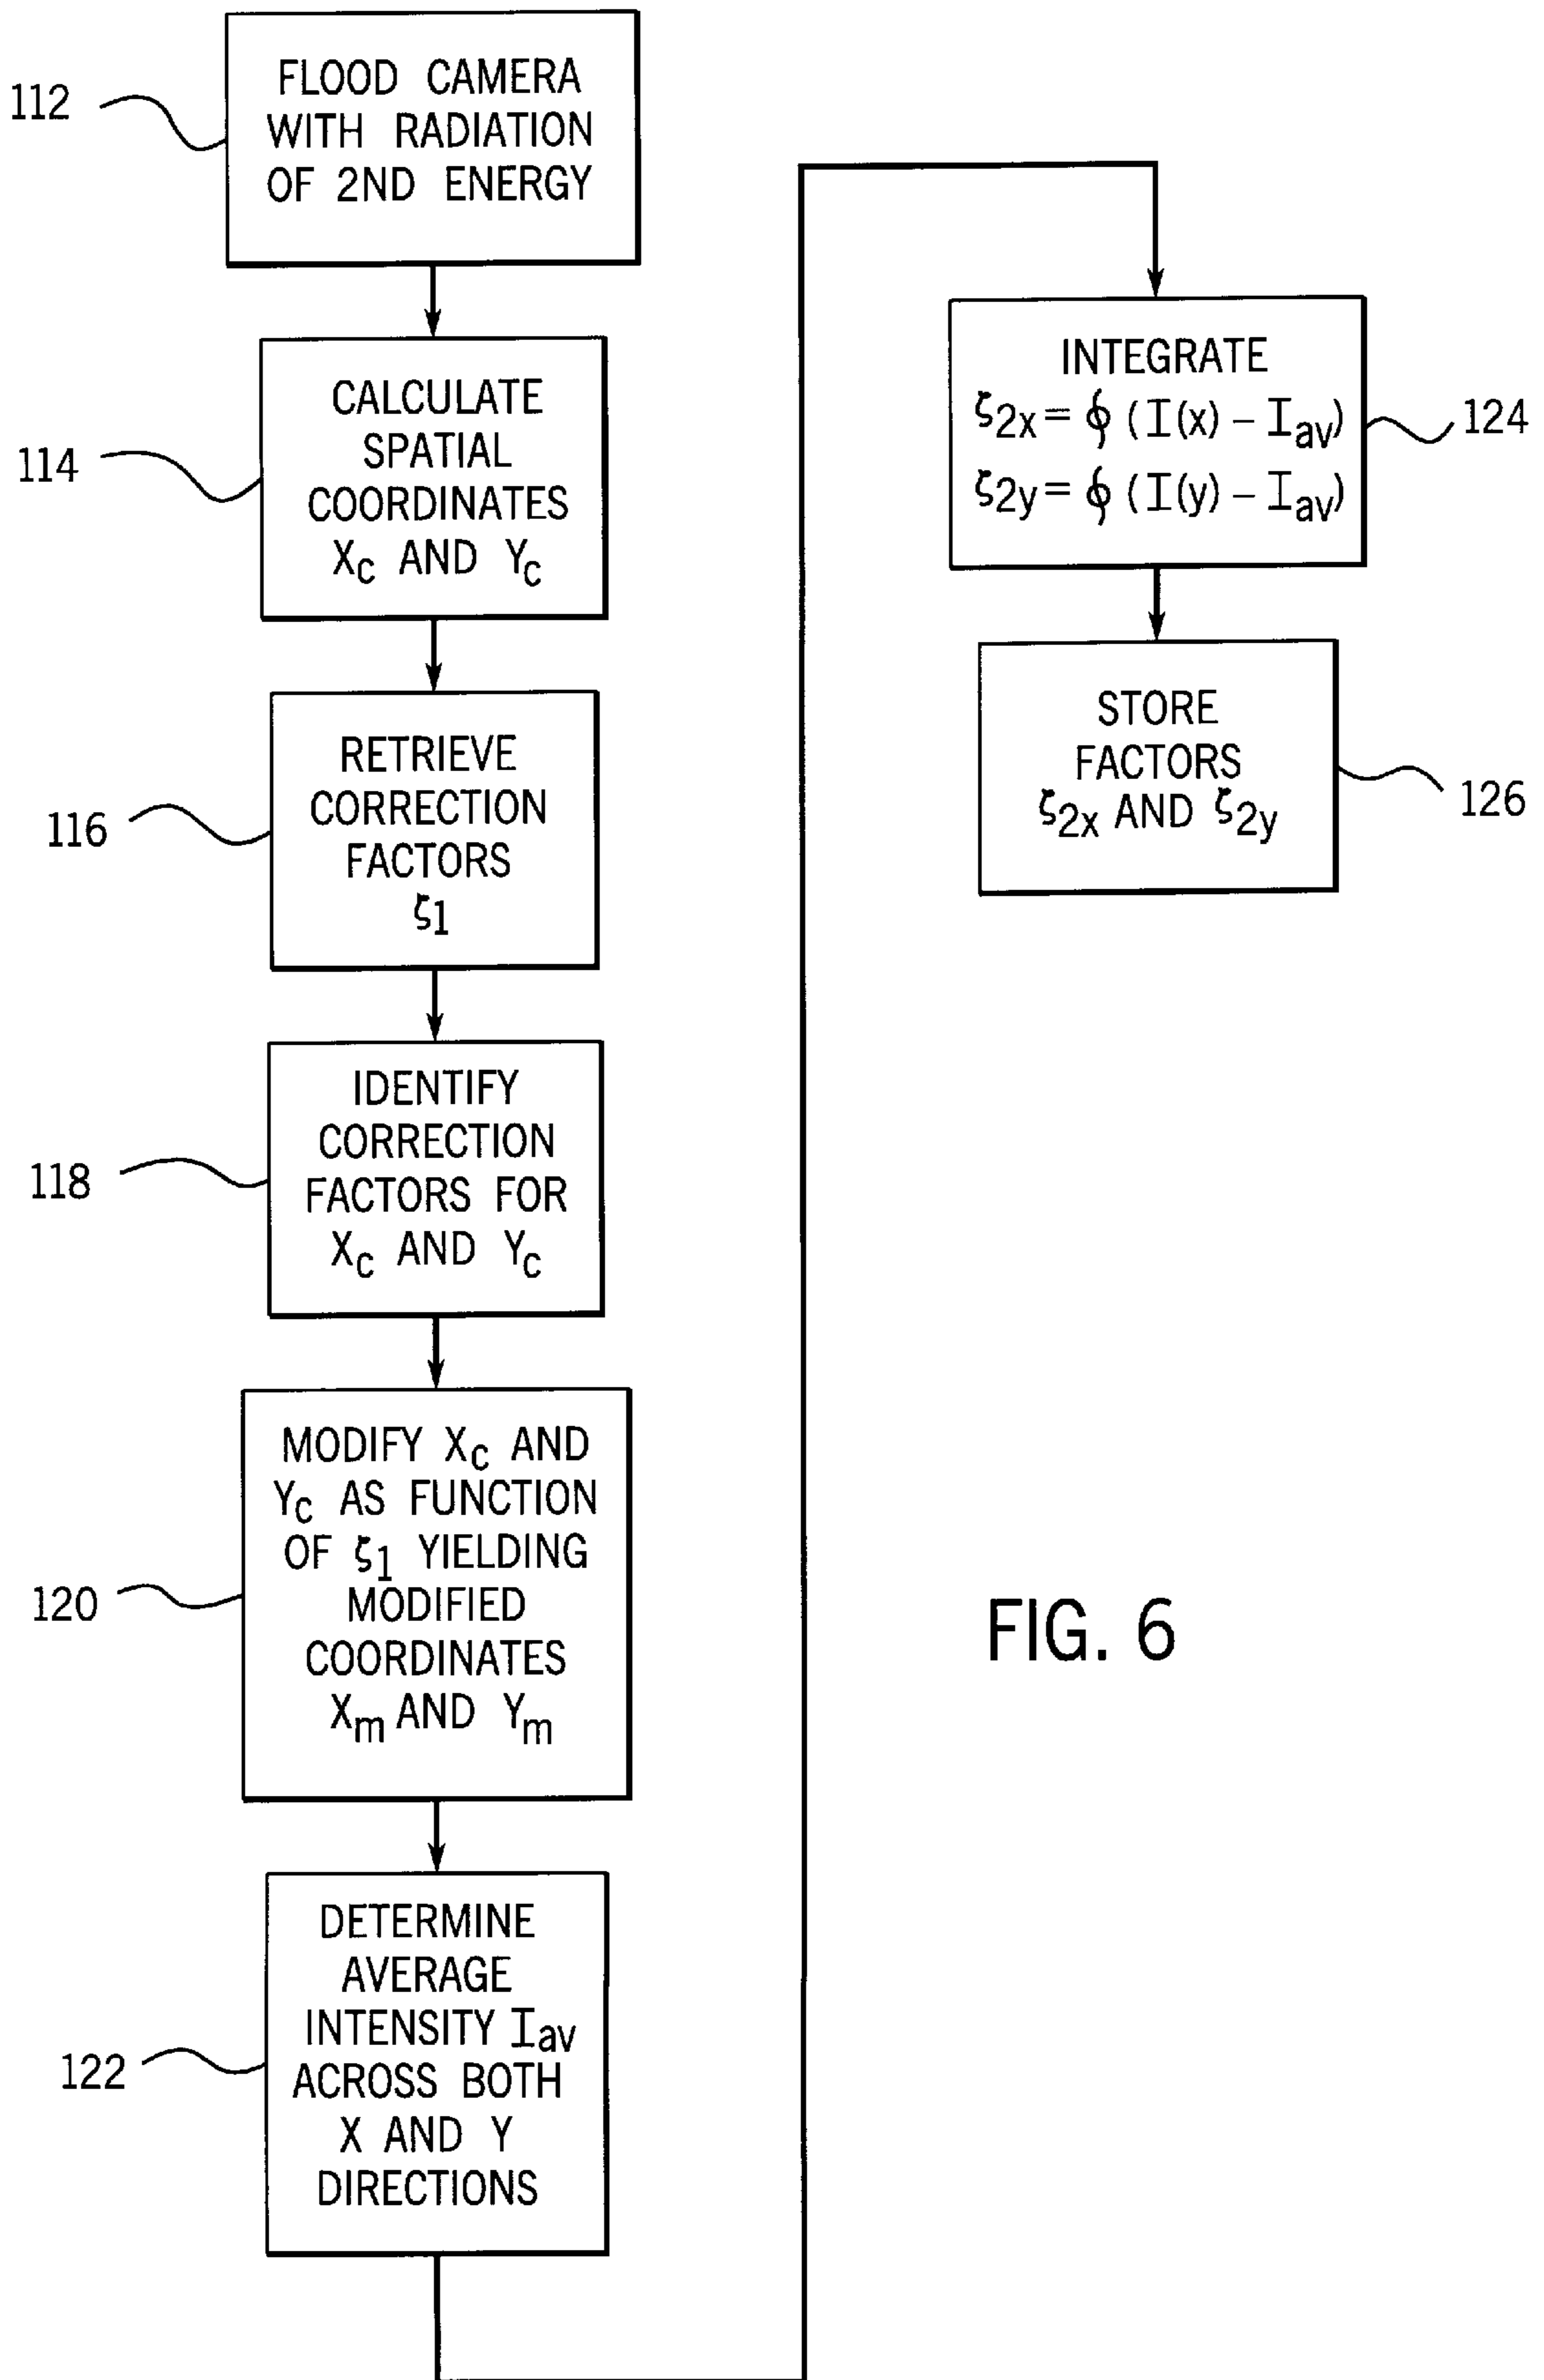 112
FLOOD CAMERA
WITH RADIATION
OF 2ND ENERGY
114
CALCULATE
SPATIAL
COORDINATES
Xc AND Yc
116
RETRIEVE
CORRECTION
FACTORS
ζ1
118
IDENTIFY
CORRECTION
FACTORS FOR
Xc AND Yc
120
MODIFY Xc AND
Yc AS FUNCTION
OF ζ1 YIELDING
MODIFIED
COORDINATES
Xm AND Ym
122
DETERMINE
AVERAGE
INTENSITY Iav
ACROSS BOTH
X AND Y
DIRECTIONS
INTEGRATE
ζ2x = ∮ (I(x) – Iav)
ζ2y = ∮ (I(y) – Iav)
124
STORE
FACTORS
ζ2x AND ζ2y
126
FIG. 6